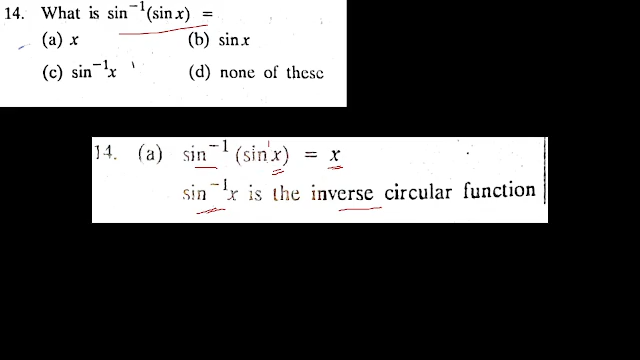 14. What is sin⁻¹(sin x) =
(a) x (b) sin x
(c) sin⁻¹x (d) none of these
14. (a) sin⁻¹ (sin x) = x
sin⁻¹x is the inverse circular function